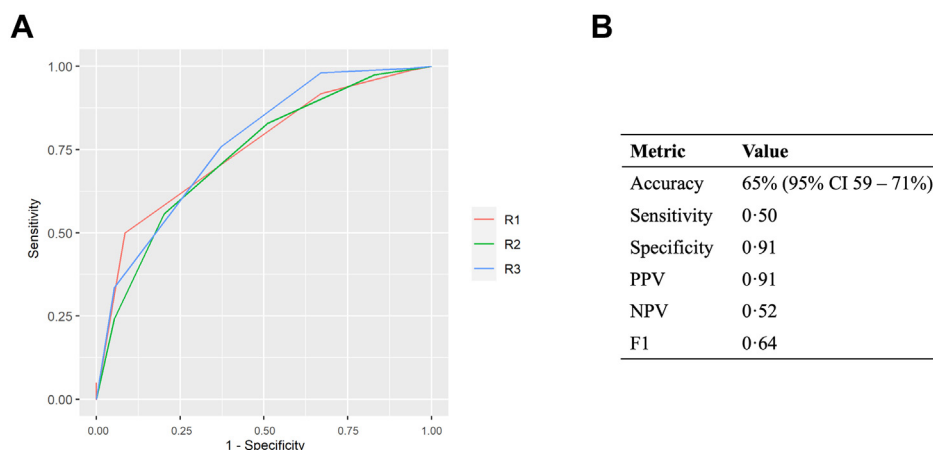 A
1.00
0.75
0.50
0.25
0.00
Sensitivity
0.00 0.25 0.50 0.75 1.00
1 - Specificity
R1
R2
R3
B
Metric Value
Accuracy 65% (95% CI 59 – 71%)
Sensitivity 0·50
Specificity 0·91
PPV 0·91
NPV 0·52
F1 0·64